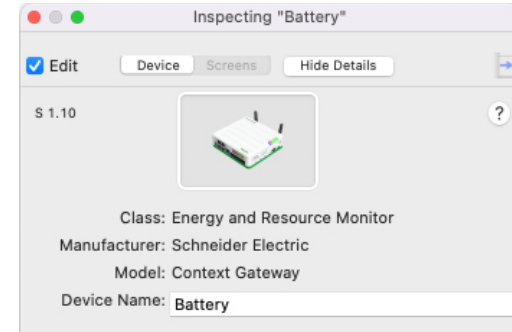 Inspecting "Battery"
Edit Device Screens Hide Details
S 1.10 ?
Class: Energy and Resource Monitor
Manufacturer: Schneider Electric
Model: Context Gateway
Device Name: Battery